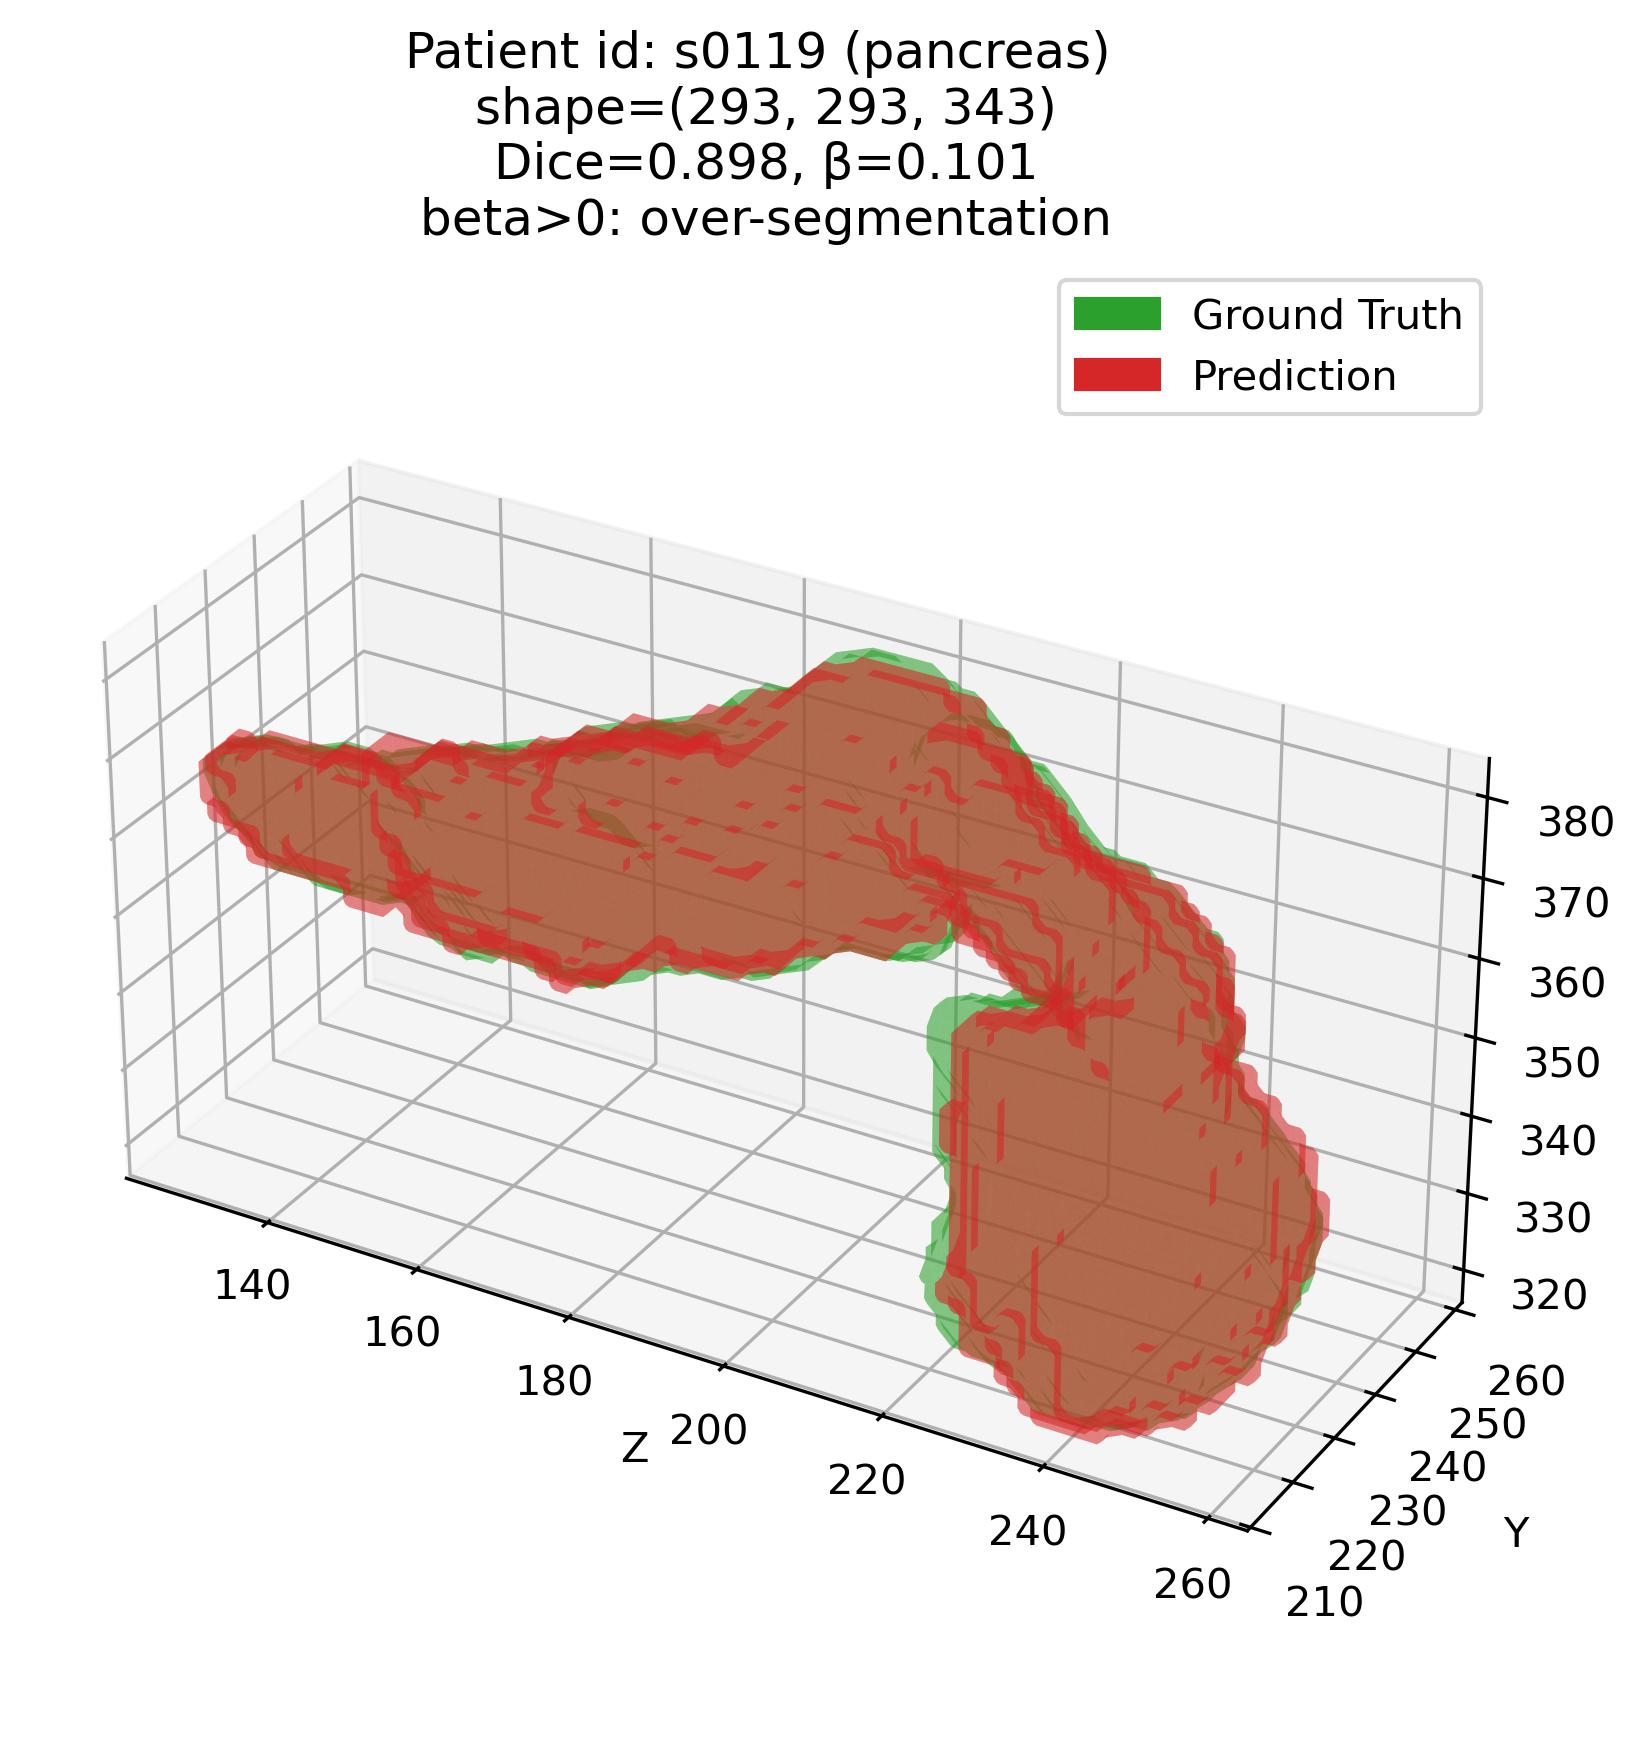 Patient id: s0119 (pancreas)
shape=(293, 293, 343)
Dice=0.898, β=0.101
beta>0: over-segmentation
Ground Truth
Prediction
380
370
360
350
340
330
320
140
160
180
200
220
240
260
Z
260
250
240
230
220
210
Y